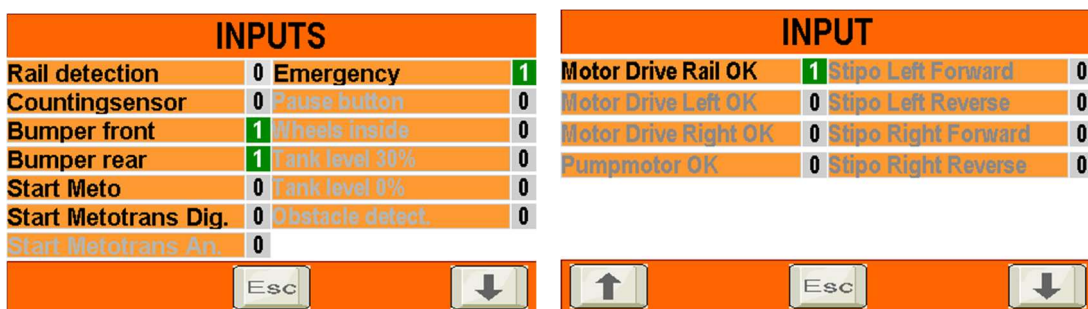 INPUTS
Rail detection 0 Emergency 1
Countingsensor 0 Pause button 0
Bumper front 1 Wheels inside 0
Bumper rear 1 Tank level 30% 0
Start Meto 0 Tank level 0% 0
Start Metotrans Dig. 0 Obstacle detect. 0
Start Metotrans An. 0
Esc
INPUT
Motor Drive Rail OK 1 Stipo Left Forward 0
Motor Drive Left OK 0 Stipo Left Reverse 0
Motor Drive Right OK 0 Stipo Right Forward 0
Pumpmotor OK 0 Stipo Right Reverse 0
Esc